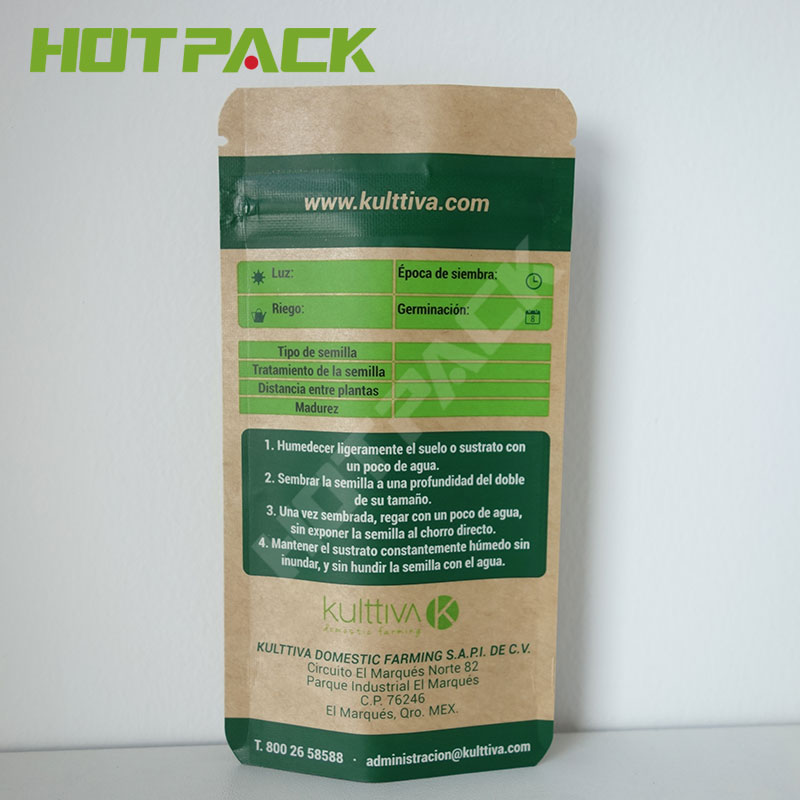 HOTPACK
www.kulttiva.com
Luz:
Época de siembra:
Riego:
Germinación:
8
Tipo de semilla
Tratamiento de la semilla
Distancia entre plantas
Madurez
1. Humedecer ligeramente el suelo o sustrato con
un poco de agua.
2. Sembrar la semilla a una profundidad del doble
de su tamaño.
3. Una vez sembrada, regar con un poco de agua,
sin exponer la semilla al chorro directo.
4. Mantener el sustrato constantemente húmedo sin
inundar, y sin hundir la semilla con el agua.
HOTPACK
kulttiva K
domestic farming
KULTTIVA DOMESTIC FARMING S.A.P.I. DE C.V.
Circuito El Marqués Norte 82
Parque Industrial El Marqués
C.P. 76246
El Marqués, Qro. MEX.
T. 800 26 58588 · administracion@kulttiva.com